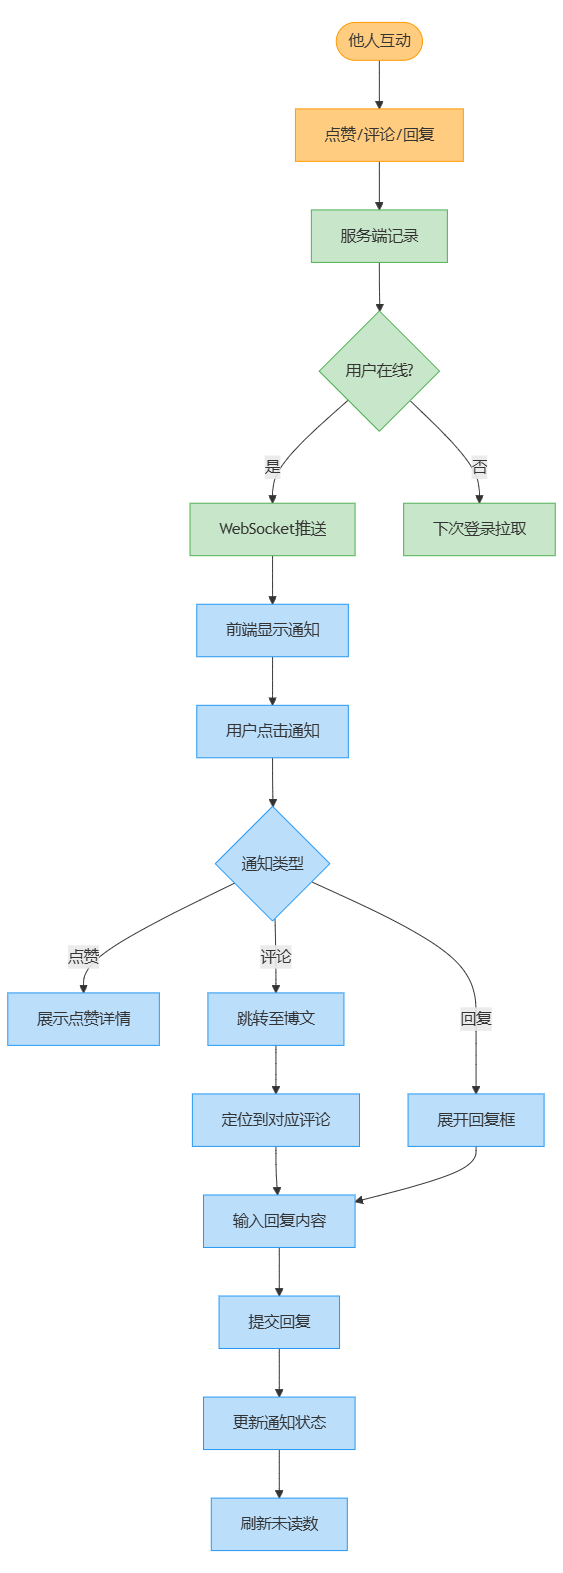 他人互动
点赞/评论/回复
服务端记录
用户在线?
是
否
WebSocket推送
下次登录拉取
前端显示通知
用户点击通知
通知类型
点赞
评论
回复
展示点赞详情
跳转至博文
定位到对应评论
展开回复框
输入回复内容
提交回复
更新通知状态
刷新未读数